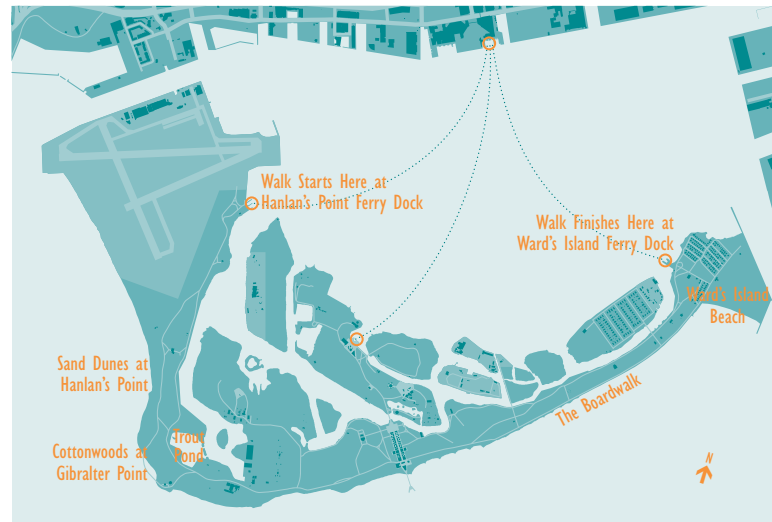 Walk Starts Here at
Hanlan's Point Ferry Dock
Walk Finishes Here at
Ward's Island Ferry Dock
Ward's Island
Beach
Sand Dunes at
Hanlan's Point
The Boardwalk
Trout
Pond
Cottonwoods at
Gibralter Point
N